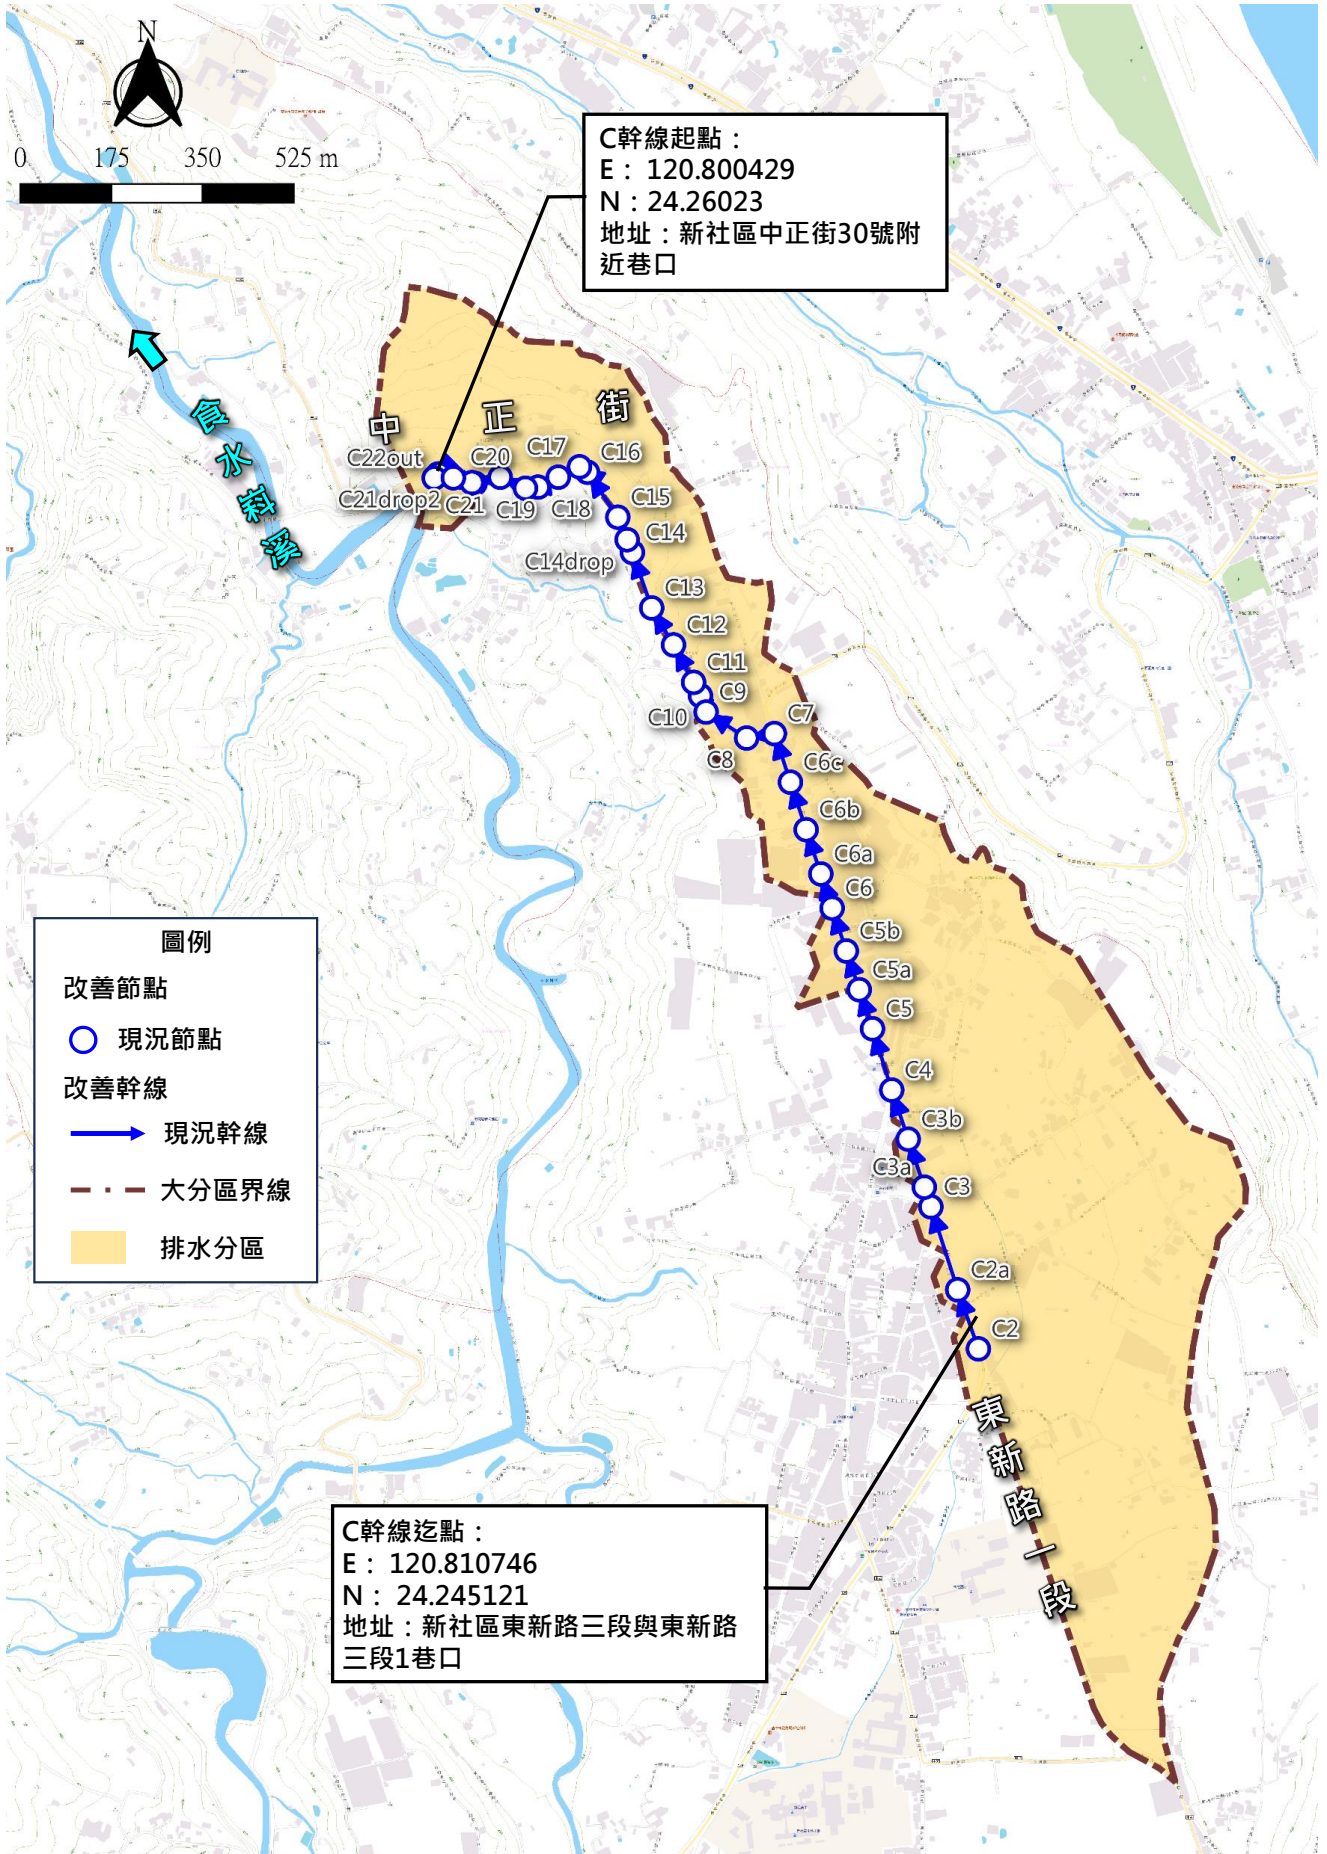 N
0 175 350 525 m
C幹線起點：
E： 120.800429
N：24.26023
地址：新社區中正街30號附
近巷口
中正街
食水嵙溪
C22out
C20
C17
C16
C21drop2
C21
C19
C18
C15
C14
C14drop
C13
C12
C11
C9
C10
C7
C8
C6c
C6b
C6a
C6
C5b
C5a
C5
C4
C3b
C3a
C3
C2a
C2
圖例
改善節點
現況節點
改善幹線
現況幹線
大分區界線
排水分區
東新路一段
C幹線迄點：
E： 120.810746
N： 24.245121
地址：新社區東新路三段與東新路
三段1巷口